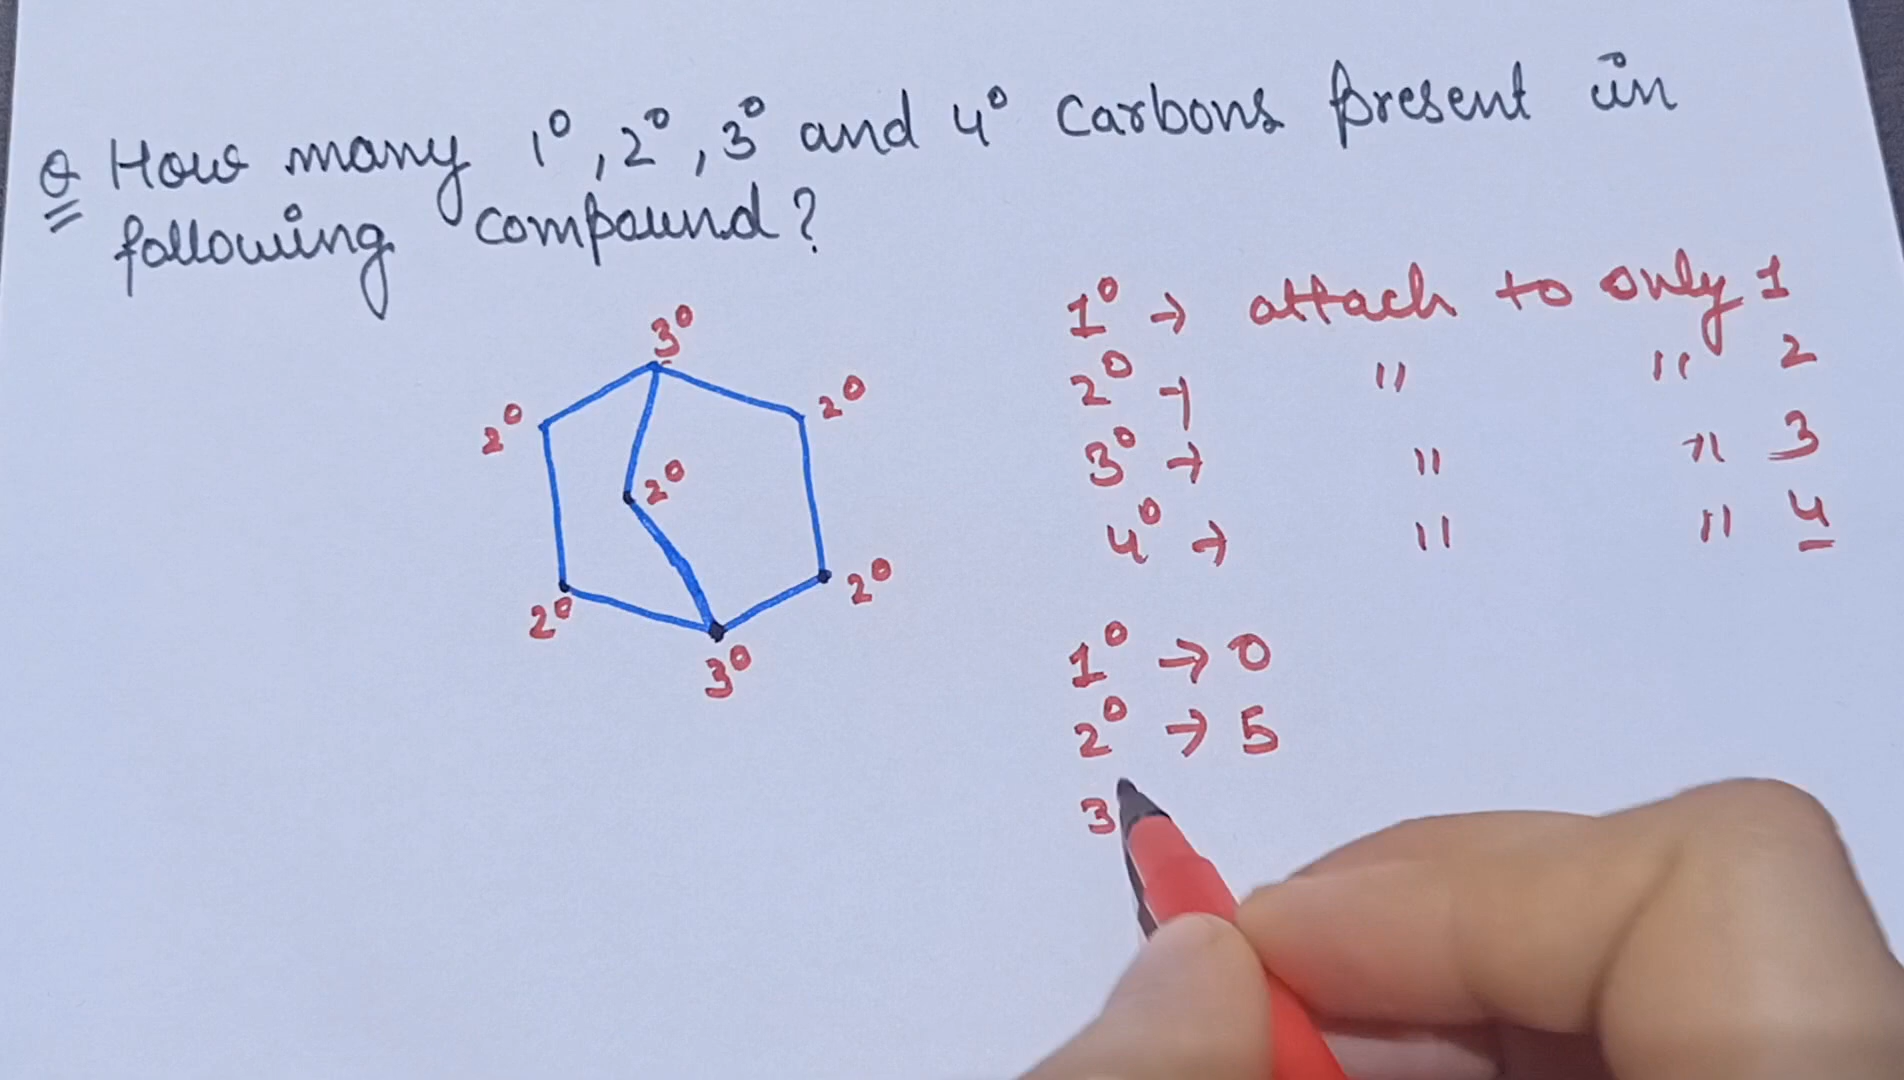 Q How many 1°, 2°, 3° and 4° Carbons present in
following compound?
1° → attach to only 1
2° → " " 2
3° → " " 3
4° → " " 4
3°
2°
2°
2°
2°
2°
3°
1° → 0
2° → 5
3